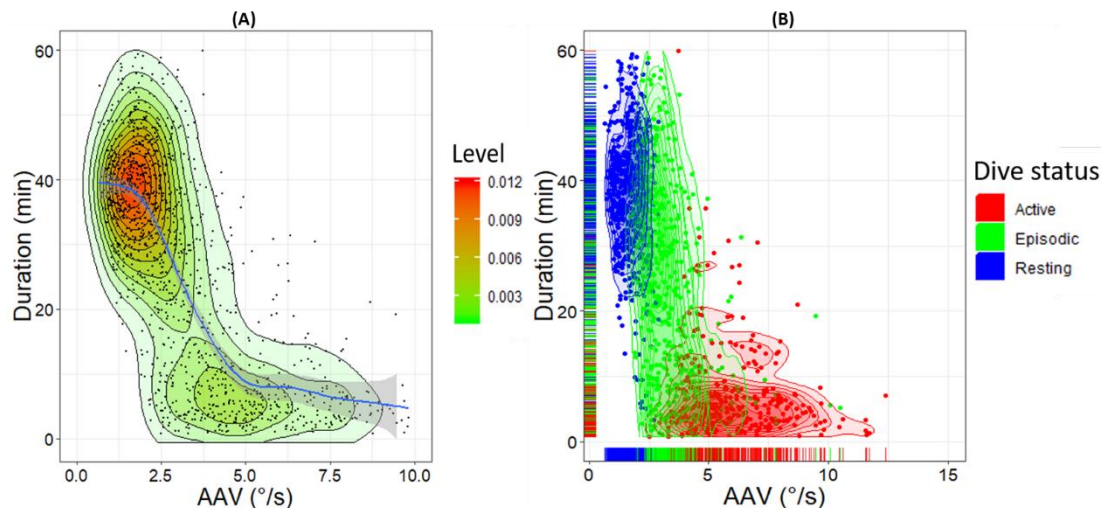 (A)
(B)
60
40
20
0
Duration (min)
0.0
2.5
5.0
7.5
10.0
AAV (°/s)
Level
0.012
0.009
0.006
0.003
60
40
20
0
Duration (min)
0
5
10
15
AAV (°/s)
Dive status
Active
Episodic
Resting